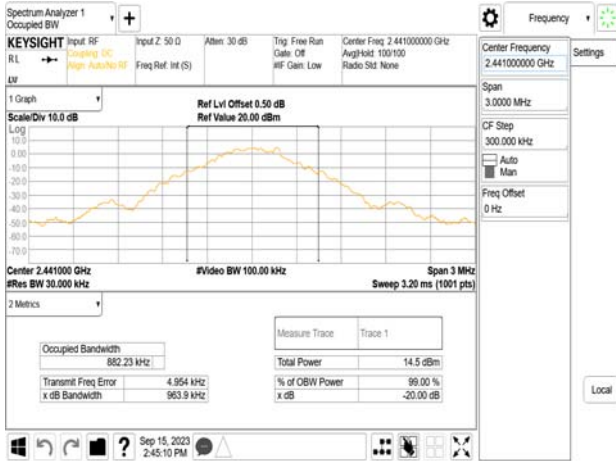 Spectrum Analyzer 1
Occupied BW
+
Frequency
KEYSIGHT
RL
Input: RF
Coupling: DC
Align: Auto/No RF
Input Z: 50 Ω
Freq Ref: Int (S)
Atten: 30 dB
Trig: Free Run
Gate: Off
#IF Gain: Low
Center Freq: 2.441000000 GHz
Avg|Hold: 100/100
Radio Std: None
Center Frequency
2.441000000 GHz
Settings
Span
3.0000 MHz
CF Step
300.000 kHz
Auto
Man
Freq Offset
0 Hz
Local
1 Graph
Scale/Div 10.0 dB
Ref Lvl Offset 0.50 dB
Ref Value 20.00 dBm
Log
10.0
0.00
-10.0
-20.0
-30.0
-40.0
-50.0
-60.0
-70.0
Center 2.441000 GHz
#Res BW 30.000 kHz
#Video BW 100.00 kHz
Span 3 MHz
Sweep 3.20 ms (1001 pts)
2 Metrics
Measure Trace
Trace 1
Occupied Bandwidth
882.23 kHz
Total Power
14.5 dBm
Transmit Freq Error
4.954 kHz
% of OBW Power
99.00 %
x dB Bandwidth
963.9 kHz
x dB
-20.00 dB
?
Sep 15, 2023
2:45:10 PM